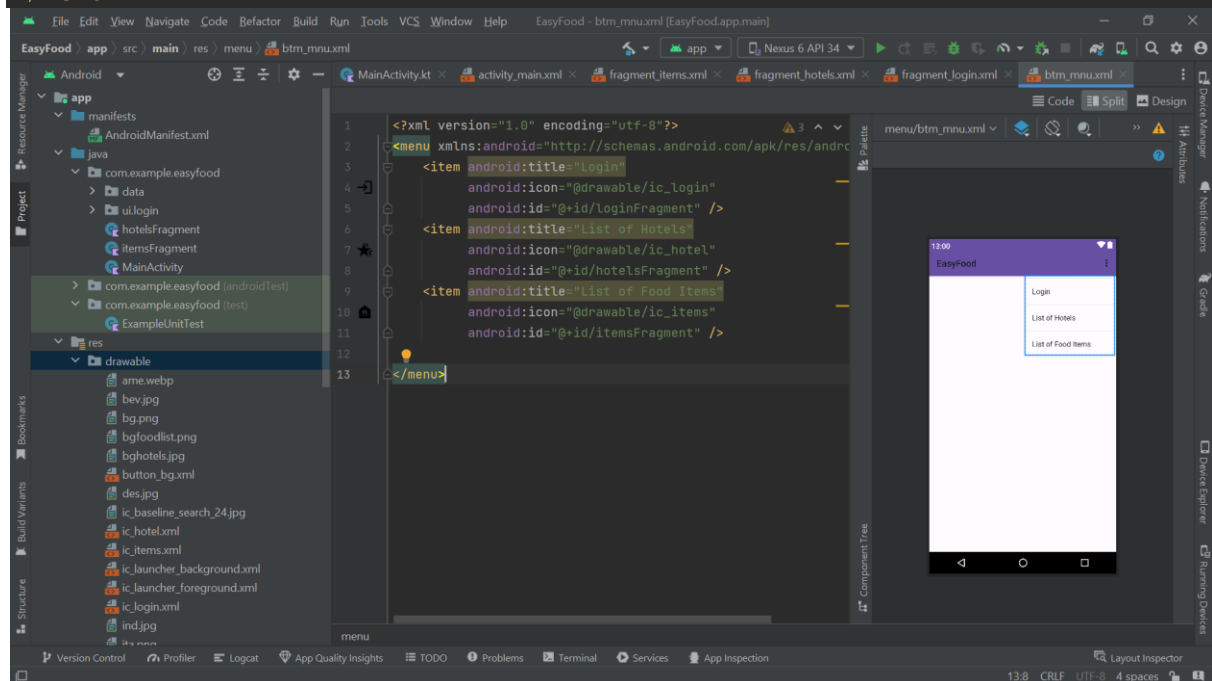 File Edit View Navigate Code Refactor Build Run Tools VCS Window Help EasyFood - btm_mnu.xml [EasyFood.app.main]
EasyFood app src main res menu btm_mnu.xml app Nexus 6 API 34
Android MainActivity.kt activity_main.xml fragment_items.xml fragment_hotels.xml fragment_login.xml btm_mnu.xml
Code Split Design
Resource Manager
Project
Bookmarks
Build Variants
Structure
app
manifests
AndroidManifest.xml
java
com.example.easyfood
data
ui.login
hotelsFragment
itemsFragment
MainActivity
com.example.easyfood (androidTest)
com.example.easyfood (test)
ExampleUnitTest
res
drawable
ame.webp
bev.jpg
bg.png
bgfoodlist.png
bghotels.jpg
button_bg.xml
des.jpg
ic_baseline_search_24.jpg
ic_hotel.xml
ic_items.xml
ic_launcher_background.xml
ic_launcher_foreground.xml
ic_login.xml
ind.jpg
ita.png
1 <?xml version="1.0" encoding="utf-8"?>
2 <menu xmlns:android="http://schemas.android.com/apk/res/andro
3 <item android:title="Login"
4 android:icon="@drawable/ic_login"
5 android:id="@+id/loginFragment" />
6 <item android:title="List of Hotels"
7 android:icon="@drawable/ic_hotel"
8 android:id="@+id/hotelsFragment" />
9 <item android:title="List of Food Items"
10 android:icon="@drawable/ic_items"
11 android:id="@+id/itemsFragment" />
12
13 </menu>
3
menu
Palette
Component Tree
menu/btm_mnu.xml
13:00
EasyFood
Login
List of Hotels
List of Food Items
Attributes
Device Manager
Notifications
Gradle
Device Explorer
Running Devices
Version Control Profiler Logcat App Quality Insights TODO Problems Terminal Services App Inspection Layout Inspector
13:8 CRLF UTF-8 4 spaces